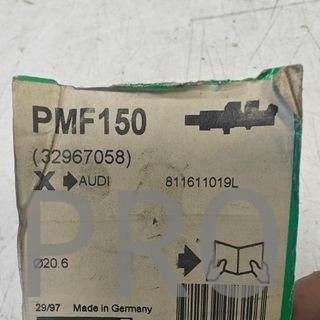 PMF150
(32967058)
X AUDI 811611019L
PRO
Ø20.6
29/97 Made in Germany